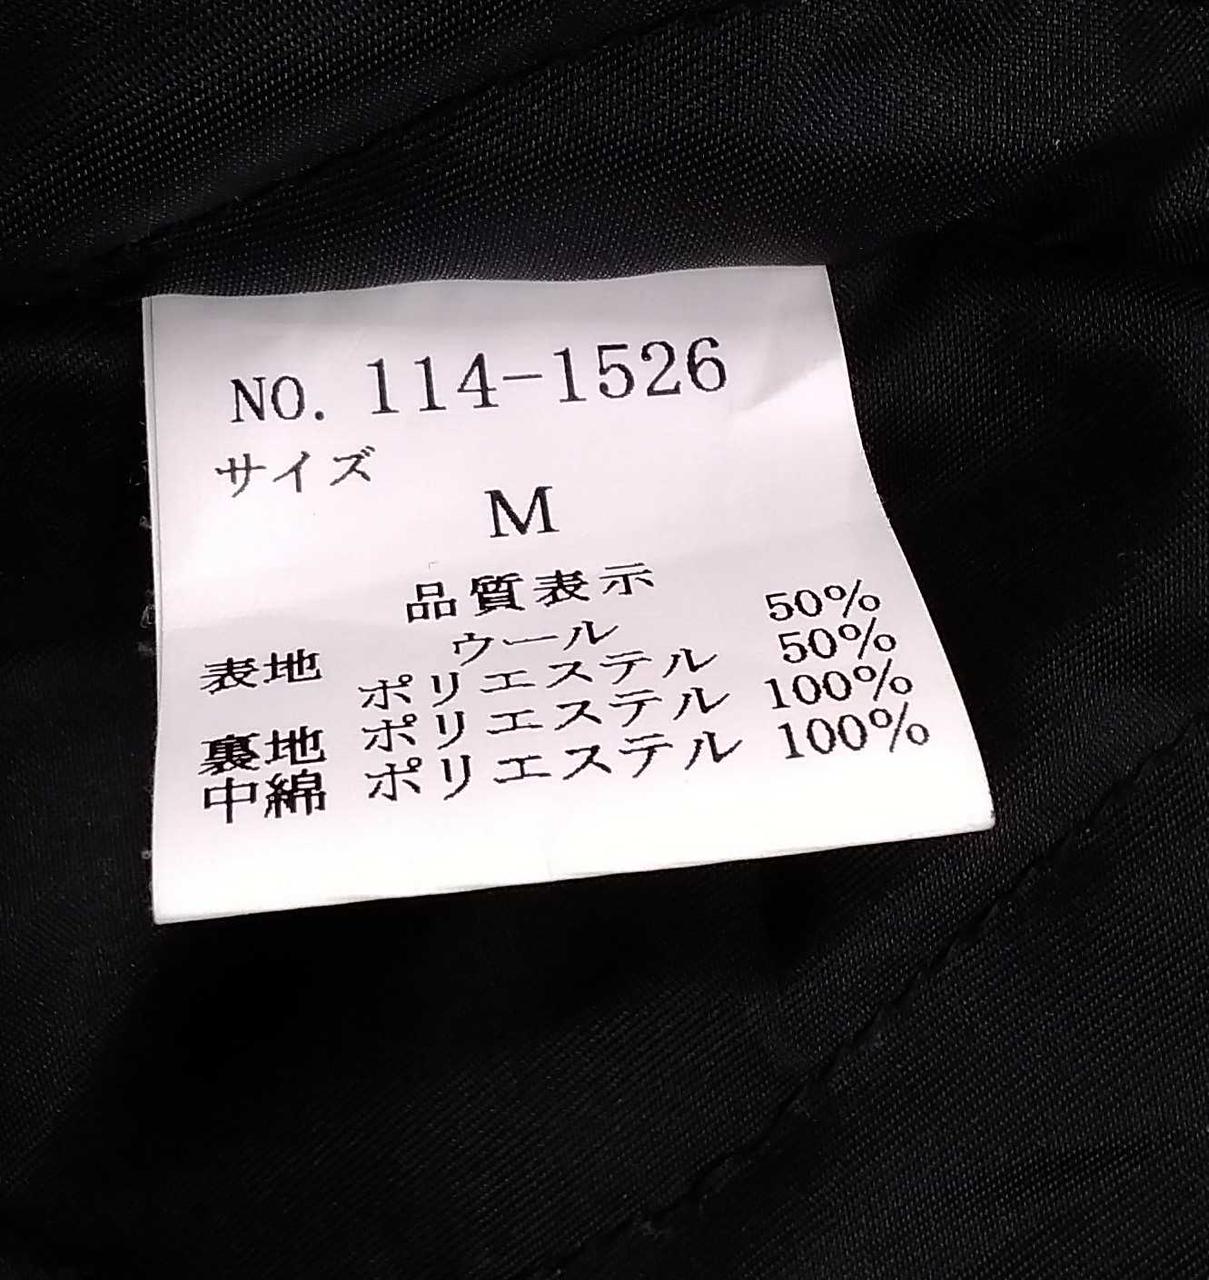 NO. 114-1526
サイズ
M
品質表示
表地 ウール 50%
ポリエステル 50%
裏地 ポリエステル 100%
中綿 ポリエステル 100%